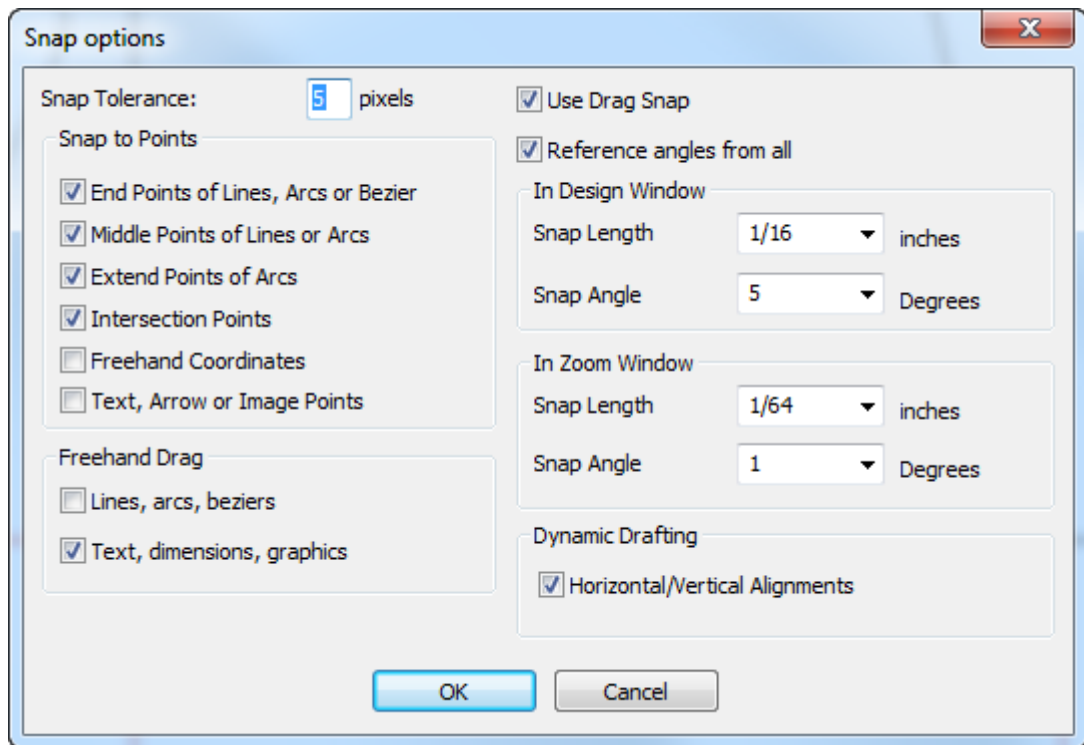 Snap options
Snap Tolerance: 5 pixels
Snap to Points
End Points of Lines, Arcs or Bezier
Middle Points of Lines or Arcs
Extend Points of Arcs
Intersection Points
Freehand Coordinates
Text, Arrow or Image Points
Freehand Drag
Lines, arcs, beziers
Text, dimensions, graphics
Use Drag Snap
Reference angles from all
In Design Window
Snap Length 1/16 inches
Snap Angle 5 Degrees
In Zoom Window
Snap Length 1/64 inches
Snap Angle 1 Degrees
Dynamic Drafting
Horizontal/Vertical Alignments
OK Cancel